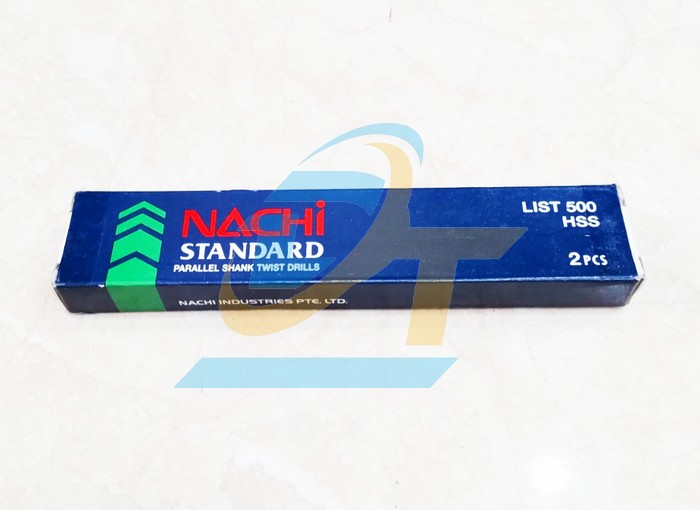 NACHi
STANDARD
PARALLEL SHANK TWIST DRILLS
NACHI INDUSTRIES PTE. LTD.
LIST 500
HSS
2 PCS